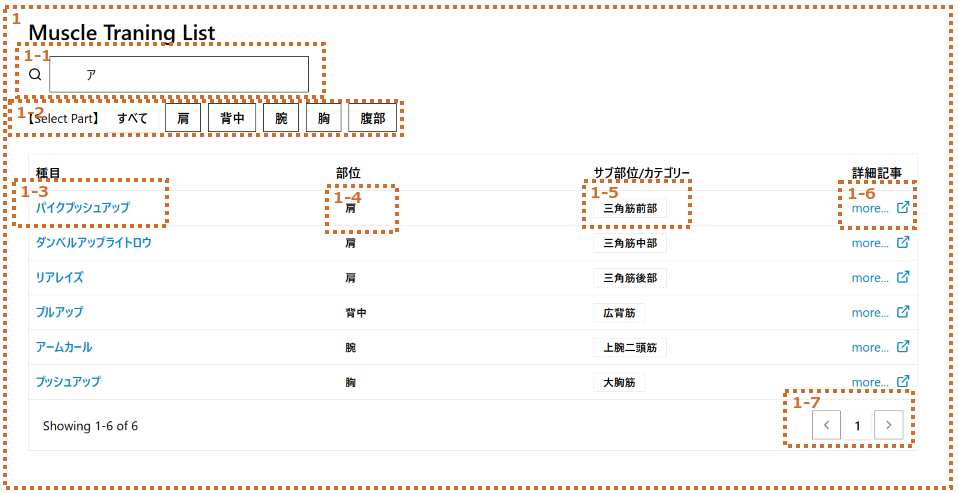 1
Muscle Traning List
1-1
ア
1-2
【Select Part】 すべて 肩 背中 腕 胸 腹部
種目 部位 サブ部位/カテゴリー 詳細記事
1-3 1-4 1-5 1-6
パイクプッシュアップ 肩 三角筋前部 more...
ダンベルアップライトロウ 肩 三角筋中部 more...
リアレイズ 肩 三角筋後部 more...
プルアップ 背中 広背筋 more...
アームカール 腕 上腕二頭筋 more...
プッシュアップ 胸 大胸筋 more...
1-7
Showing 1-6 of 6 < 1 >